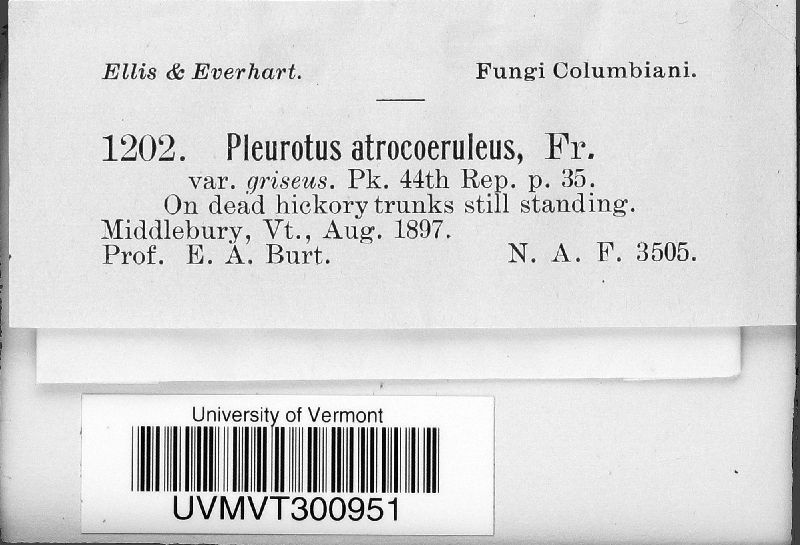 Ellis & Everhart. Fungi Columbiani.
1202. Pleurotus atrocoeruleus, Fr.
var. griseus. Pk. 44th Rep. p. 35.
On dead hickory trunks still standing.
Middlebury, Vt., Aug. 1897.
Prof. E. A. Burt. N. A. F. 3505.
University of Vermont
UVMVT300951